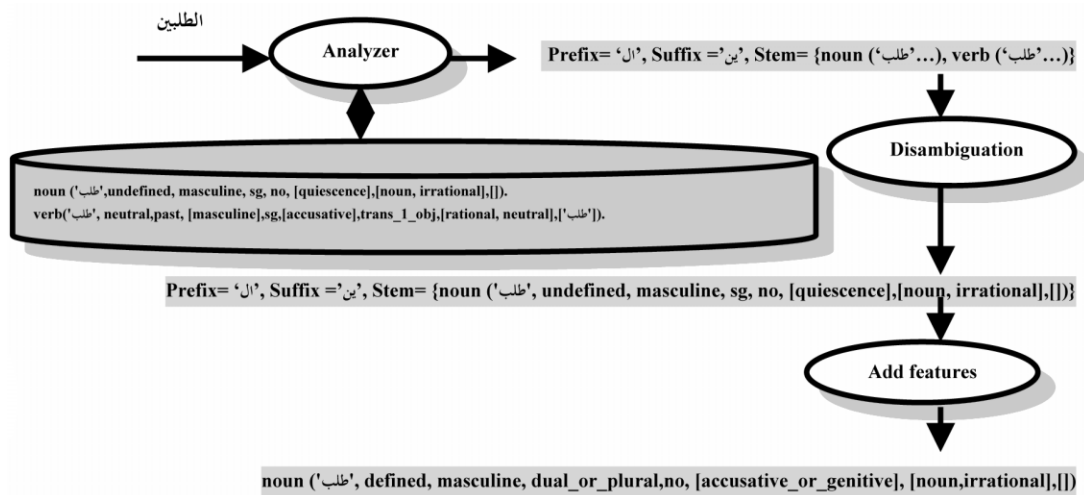 الطلبين
Analyzer
Prefix= ‘ال’, Suffix =’ين’, Stem= {noun (‘طلب’…), verb (‘طلب’…)}
Disambiguation
noun ('طلب',undefined, masculine, sg, no, [quiescence],[noun, irrational],[]).
verb('طلب', neutral,past, [masculine],sg,[accusative],trans_1_obj,[rational, neutral],['طلب']).
Prefix= ‘ال’, Suffix =’ين’, Stem= {noun ('طلب', undefined, masculine, sg, no, [quiescence],[noun, irrational],[])}
Add features
noun ('طلب', defined, masculine, dual_or_plural,no, [accusative_or_genitive], [noun,irrational],[])